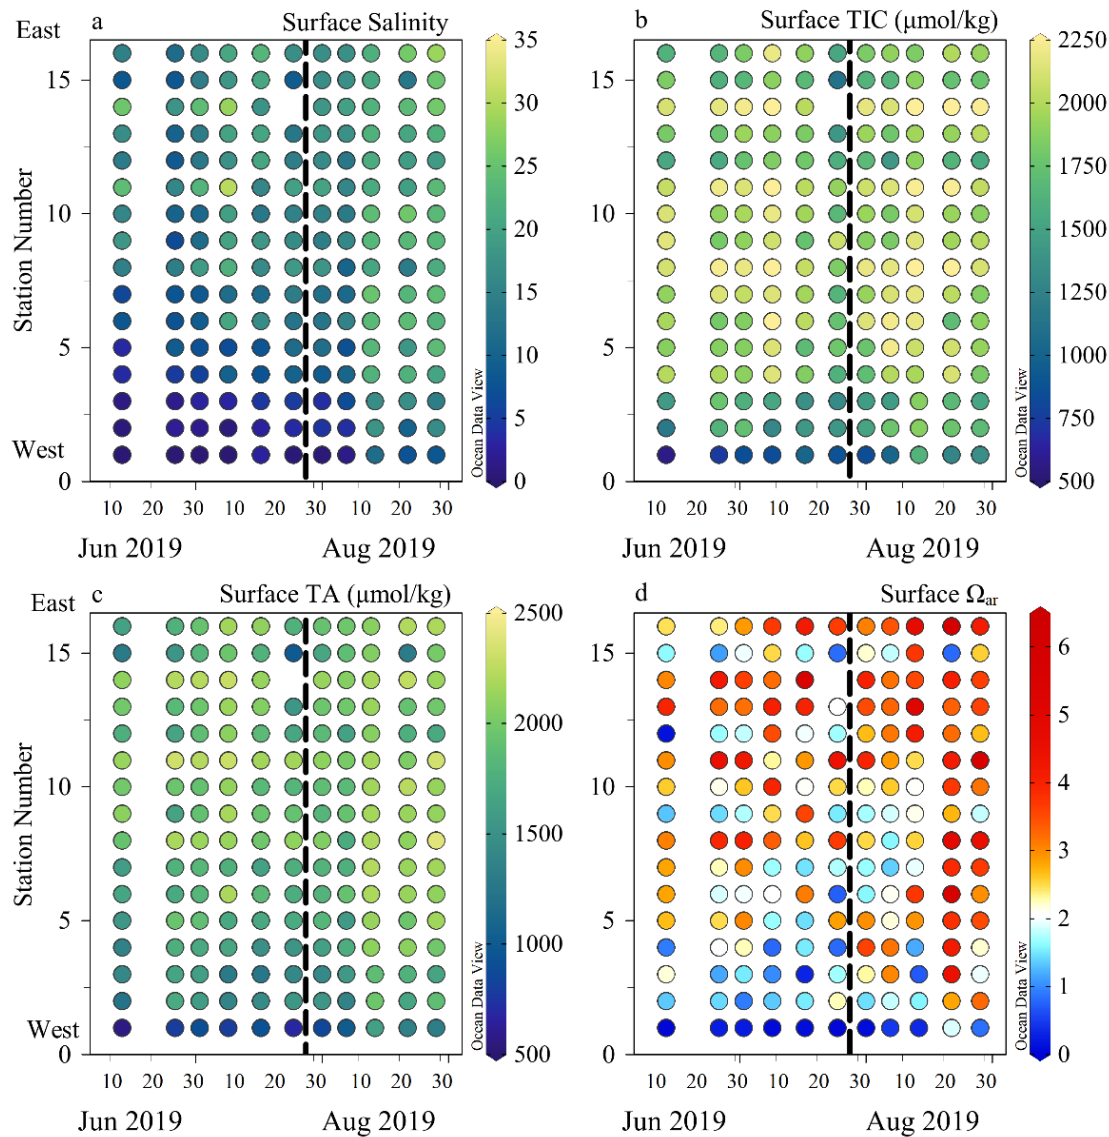 East
a
Surface Salinity
35
30
25
20
15
10
5
0
Ocean Data View
Station Number
15
10
5
0
West
10 20 30 10 20 30 10 20 30
Jun 2019 Aug 2019
b
Surface TIC (μmol/kg)
2250
2000
1750
1500
1250
1000
750
500
Ocean Data View
15
10
5
0
10 20 30 10 20 30 10 20 30
Jun 2019 Aug 2019
East
c
Surface TA (μmol/kg)
2500
2000
1500
1000
500
Ocean Data View
Station Number
15
10
5
0
West
10 20 30 10 20 30 10 20 30
Jun 2019 Aug 2019
d
Surface Ωar
6
5
4
3
2
1
0
Ocean Data View
15
10
5
0
10 20 30 10 20 30 10 20 30
Jun 2019 Aug 2019